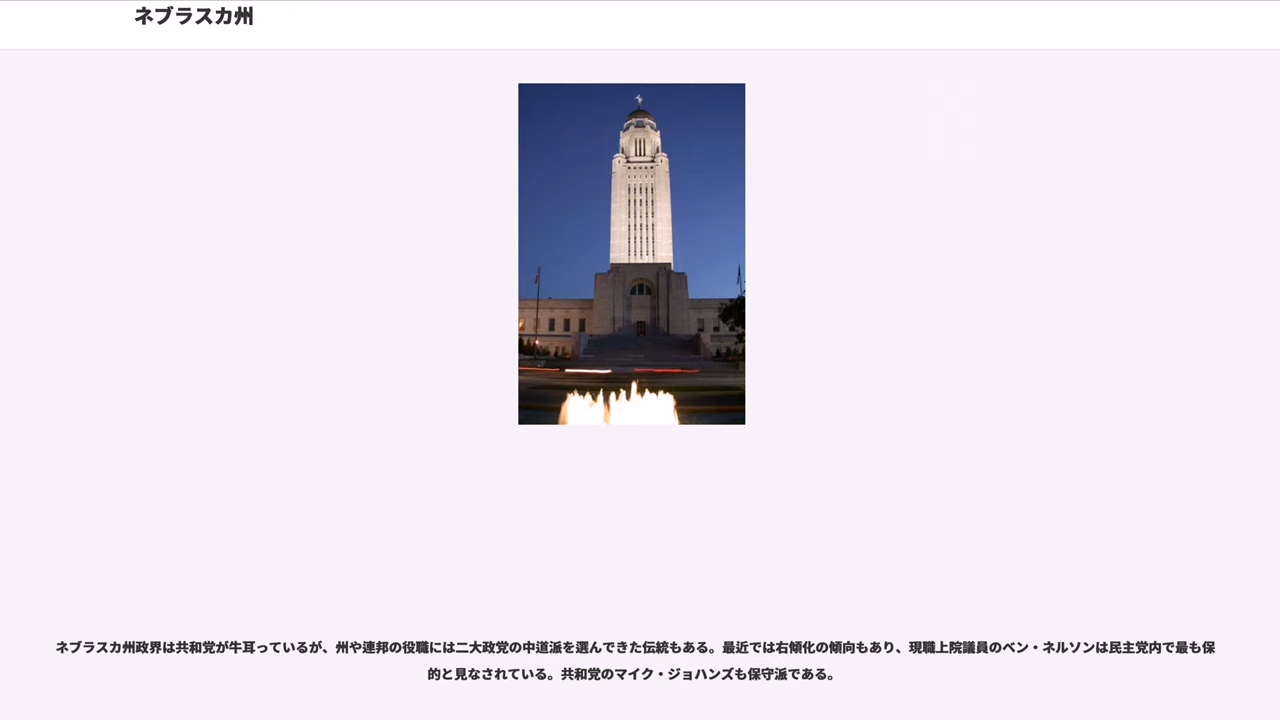 ネブラスカ州
ネブラスカ州政界は共和党が牛耳っているが、州や連邦の役職には二大政党の中道派を選んできた伝統もある。最近では右傾化の傾向もあり、現職上院議員のベン・ネルソンは民主党内で最も保
的と見なされている。共和党のマイク・ジョハンズも保守派である。